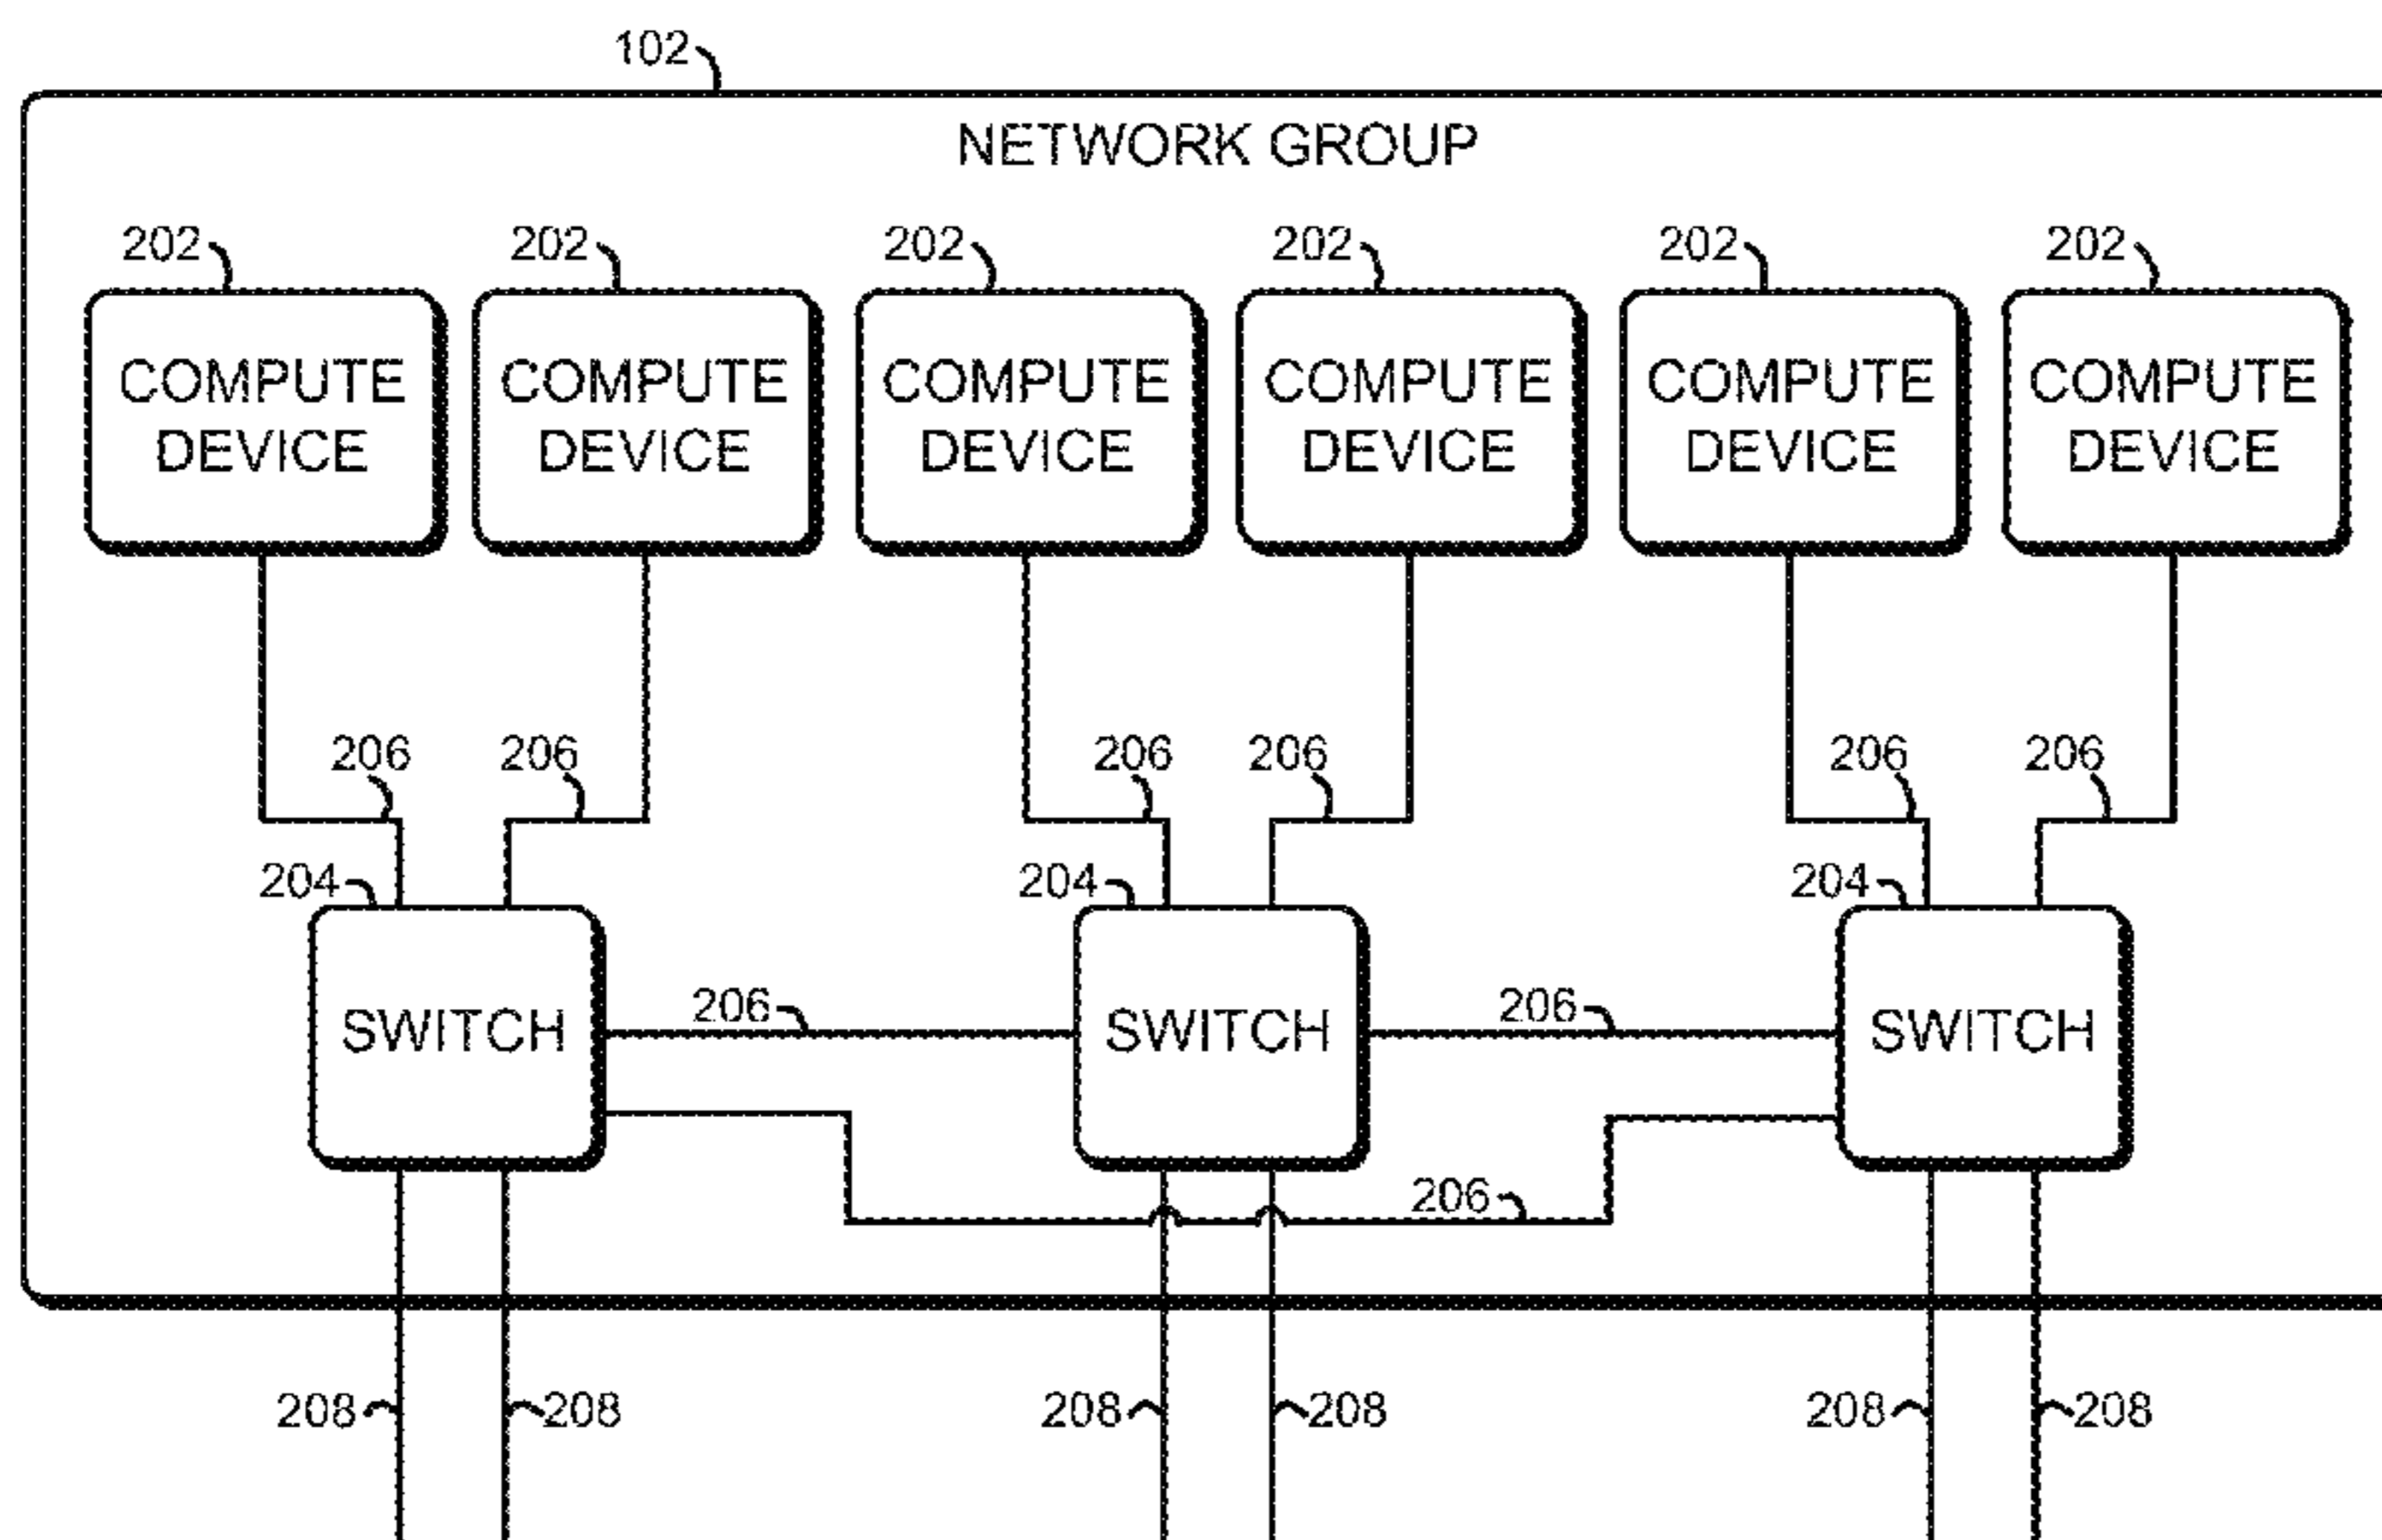 102
NETWORK GROUP
202 202 202 202 202 202
COMPUTE DEVICE
COMPUTE DEVICE
COMPUTE DEVICE
COMPUTE DEVICE
COMPUTE DEVICE
COMPUTE DEVICE
206 206 206 206 206 206
204 204 204
206 206
SWITCH SWITCH SWITCH
206
208 208 208 208 208 208